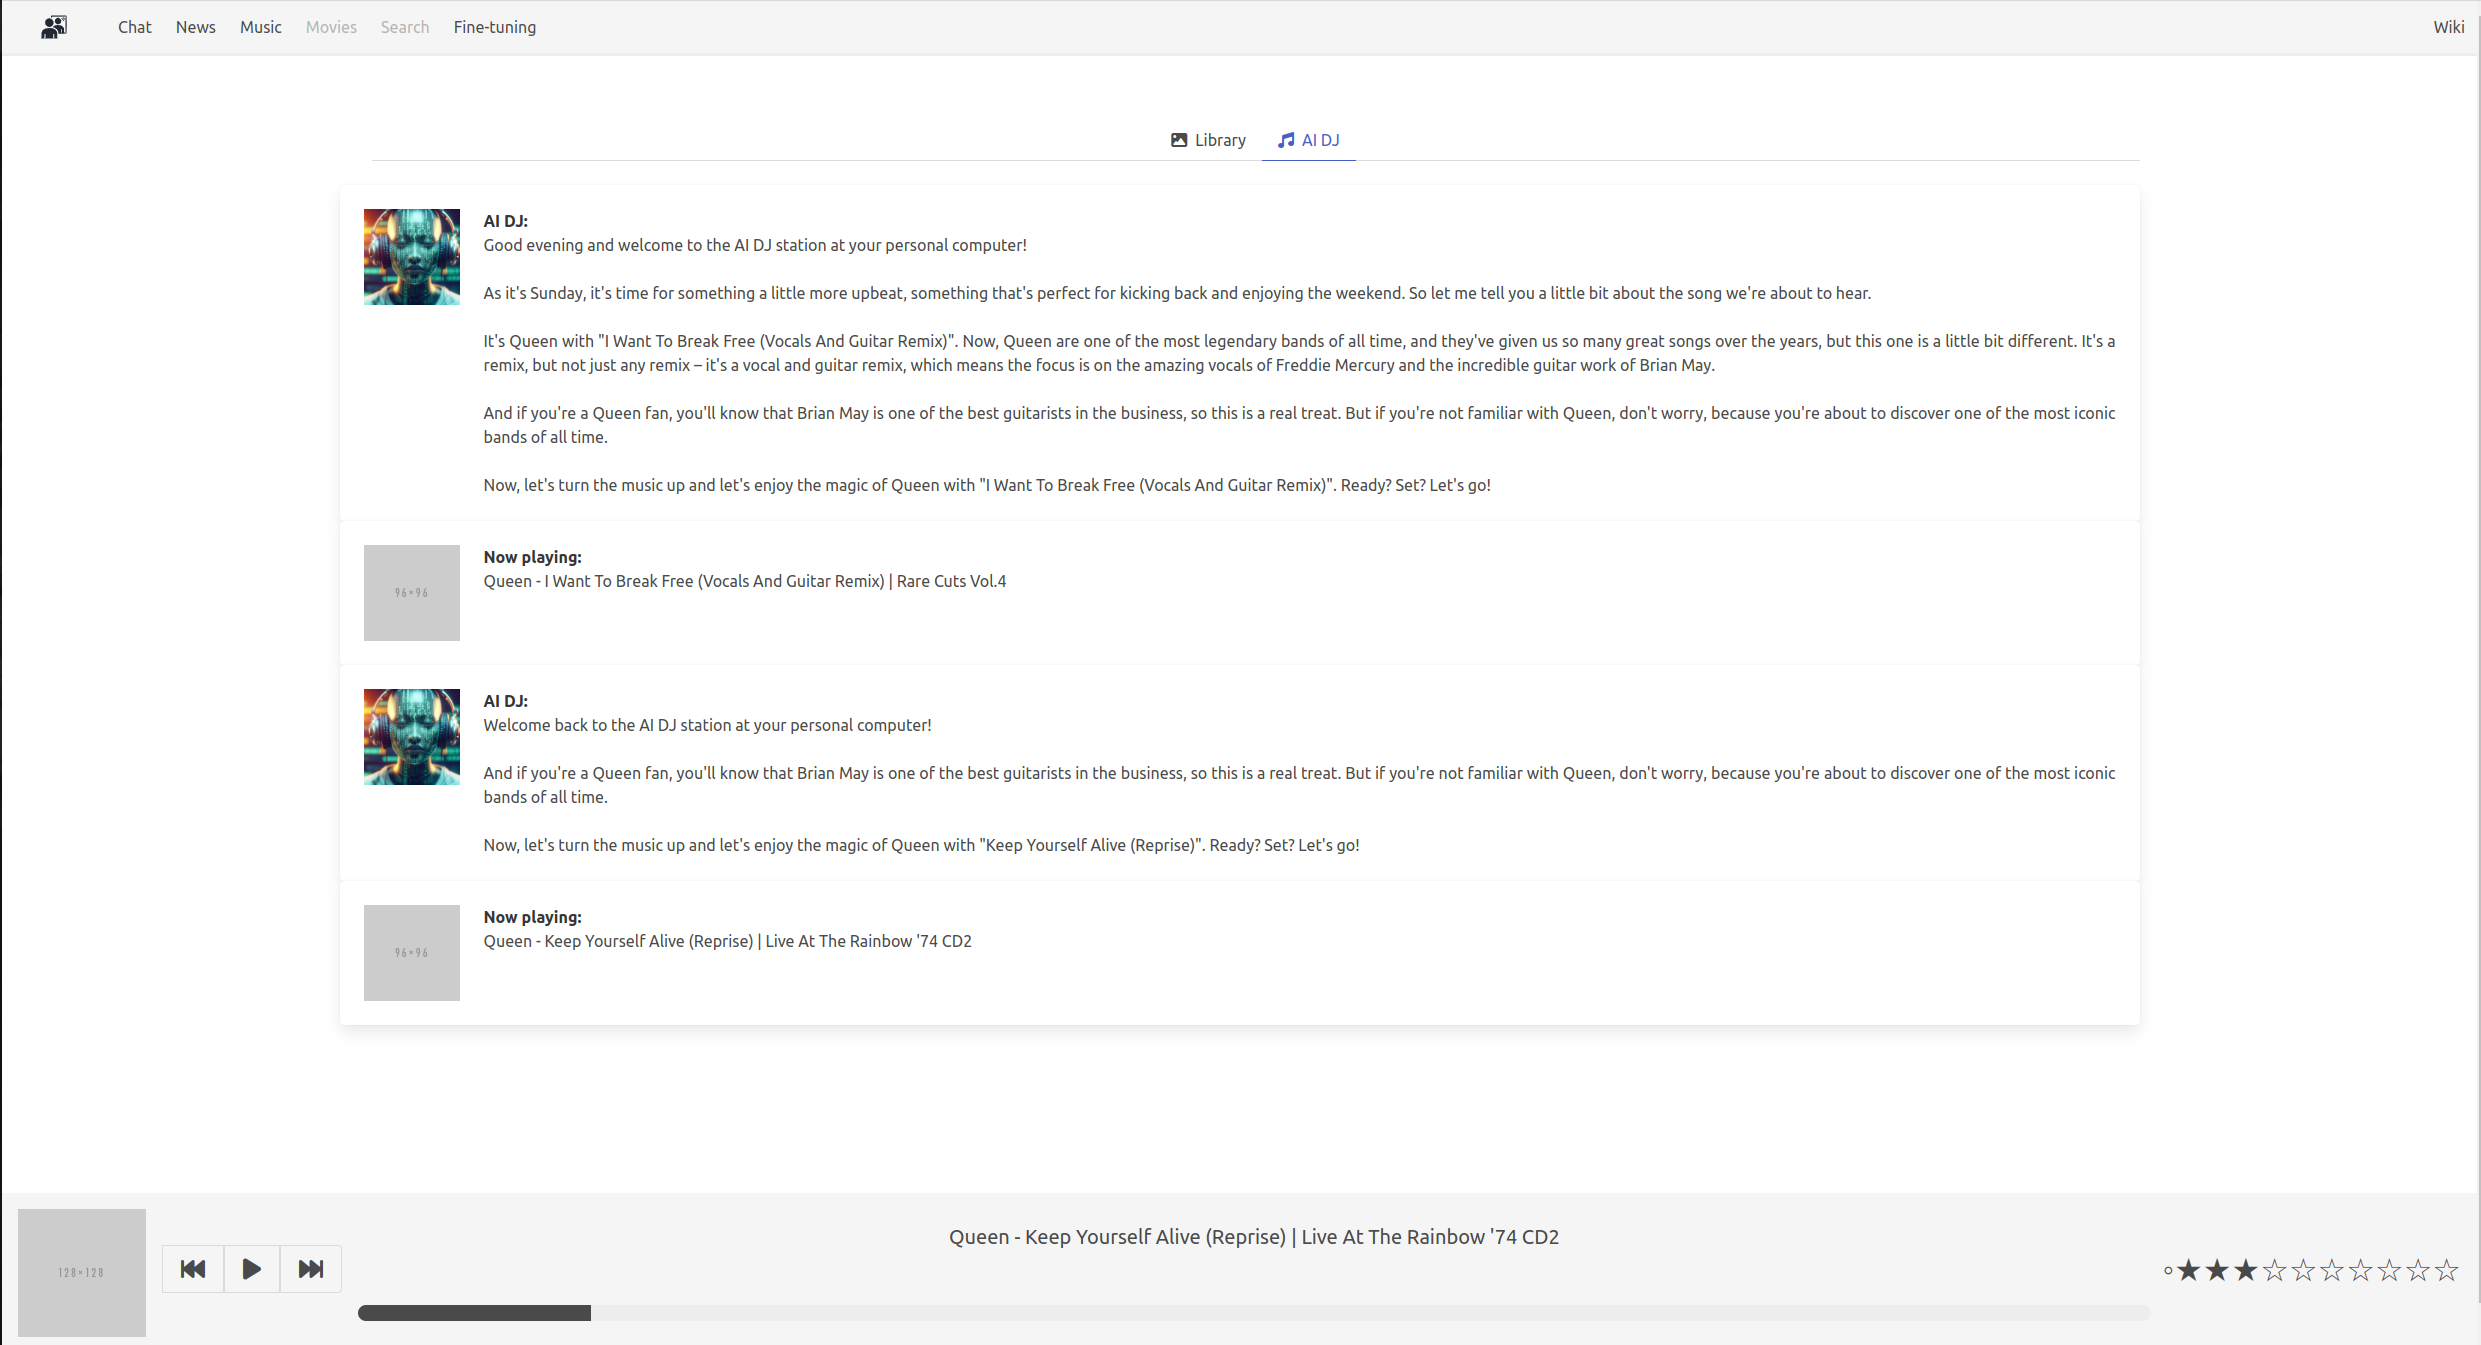 Chat News Music Movies Search Fine-tuning Wiki
Library AI DJ
AI DJ:
Good evening and welcome to the AI DJ station at your personal computer!
As it's Sunday, it's time for something a little more upbeat, something that's perfect for kicking back and enjoying the weekend. So let me tell you a little bit about the song we're about to hear.
It's Queen with "I Want To Break Free (Vocals And Guitar Remix)". Now, Queen are one of the most legendary bands of all time, and they've given us so many great songs over the years, but this one is a little bit different. It's a
remix, but not just any remix – it's a vocal and guitar remix, which means the focus is on the amazing vocals of Freddie Mercury and the incredible guitar work of Brian May.
And if you're a Queen fan, you'll know that Brian May is one of the best guitarists in the business, so this is a real treat. But if you're not familiar with Queen, don't worry, because you're about to discover one of the most iconic
bands of all time.
Now, let's turn the music up and let's enjoy the magic of Queen with "I Want To Break Free (Vocals And Guitar Remix)". Ready? Set? Let's go!
Now playing:
96×96
Queen - I Want To Break Free (Vocals And Guitar Remix) | Rare Cuts Vol.4
AI DJ:
Welcome back to the AI DJ station at your personal computer!
And if you're a Queen fan, you'll know that Brian May is one of the best guitarists in the business, so this is a real treat. But if you're not familiar with Queen, don't worry, because you're about to discover one of the most iconic
bands of all time.
Now, let's turn the music up and let's enjoy the magic of Queen with "Keep Yourself Alive (Reprise)". Ready? Set? Let's go!
Now playing:
96×96
Queen - Keep Yourself Alive (Reprise) | Live At The Rainbow '74 CD2
128×128
Queen - Keep Yourself Alive (Reprise) | Live At The Rainbow '74 CD2